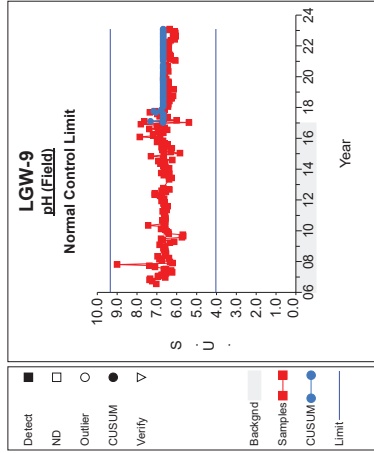 LGW-9
pH (Field)
Normal Control Limit
10.0
9.0
8.0
7.0
6.0
5.0
4.0
3.0
2.0
1.0
0.0
S . U .
06 08 10 12 14 16 18 20 22 24
Year
Detect
ND
Outlier
CUSUM
Verify
Backgnd
Samples
CUSUM
Limit